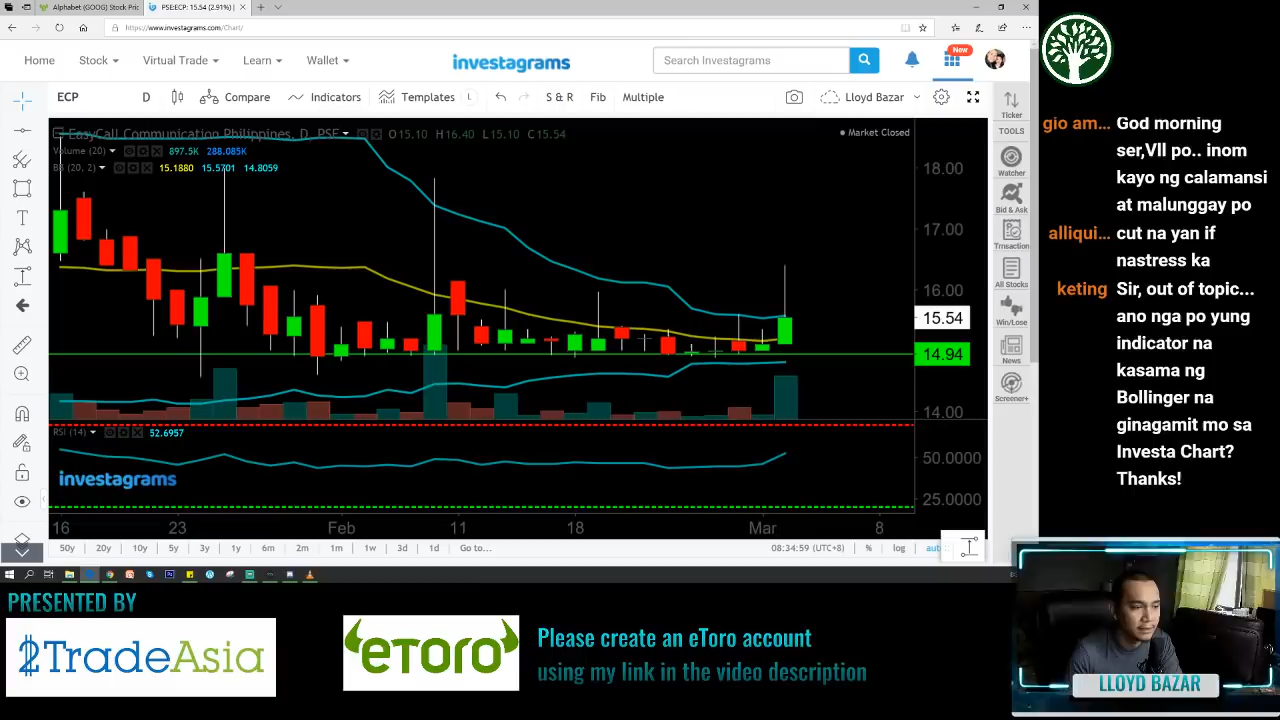 Alphabet (GOOG) Stock Pric
PSE:ECP: 15.54 (2.91%) |
https://www.investagrams.com/Chart/
Home
Stock
Virtual Trade
Learn
Wallet
investagrams
Search Investagrams
New
ECP
D
Compare
Indicators
Templates
L
S & R
Fib
Multiple
Lloyd Bazar
EasyCall Communication Philippines, D, PSE
O15.10 H16.40 L15.10 C15.54
Market Closed
Volume (20)
897.5K 288.085K
BB (20, 2)
15.1880 15.5701 14.8059
18.00
17.00
16.00
15.54
14.94
14.00
RSI (14)
52.6957
50.0000
25.0000
investagrams
16
23
Feb
11
18
Mar
8
50y
20y
10y
5y
3y
1y
6m
2m
1m
1w
3d
1d
Go to...
08:34:59 (UTC+8)
%
log
Ticker
TOOLS
Watcher
Bid & Ask
All Stocks
Win/Lose
News
Screener+
gio am... God morning
ser,Vll po.. inom
kayo ng calamansi
at malunggay po
alliqui... cut na yan if
nastress ka
keting Sir, out of topic...
ano nga po yung
indicator na
kasama ng
Bollinger na
ginagamit mo sa
Investa Chart?
Thanks!
PRESENTED BY
2TradeAsia
eToro
Please create an eToro account
using my link in the video description
LLOYD BAZAR